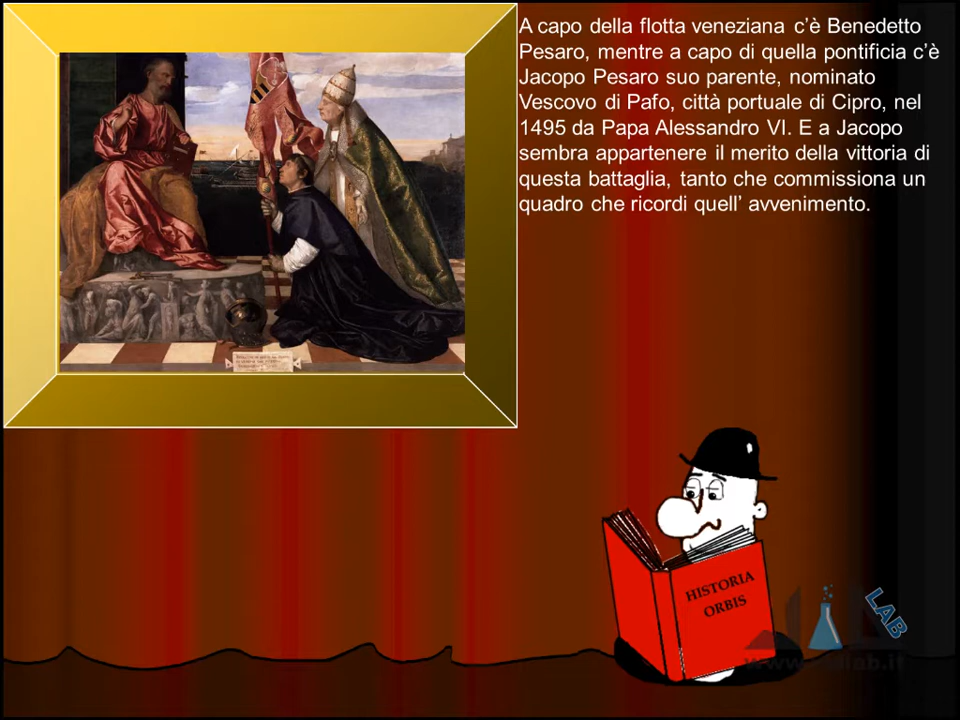 A capo della flotta veneziana c’è Benedetto
Pesaro, mentre a capo di quella pontificia c’è
Jacopo Pesaro suo parente, nominato
Vescovo di Pafo, città portuale di Cipro, nel
1495 da Papa Alessandro VI. E a Jacopo
sembra appartenere il merito della vittoria di
questa battaglia, tanto che commissiona un
quadro che ricordi quell’ avvenimento.
HISTORIA
ORBIS
LAB